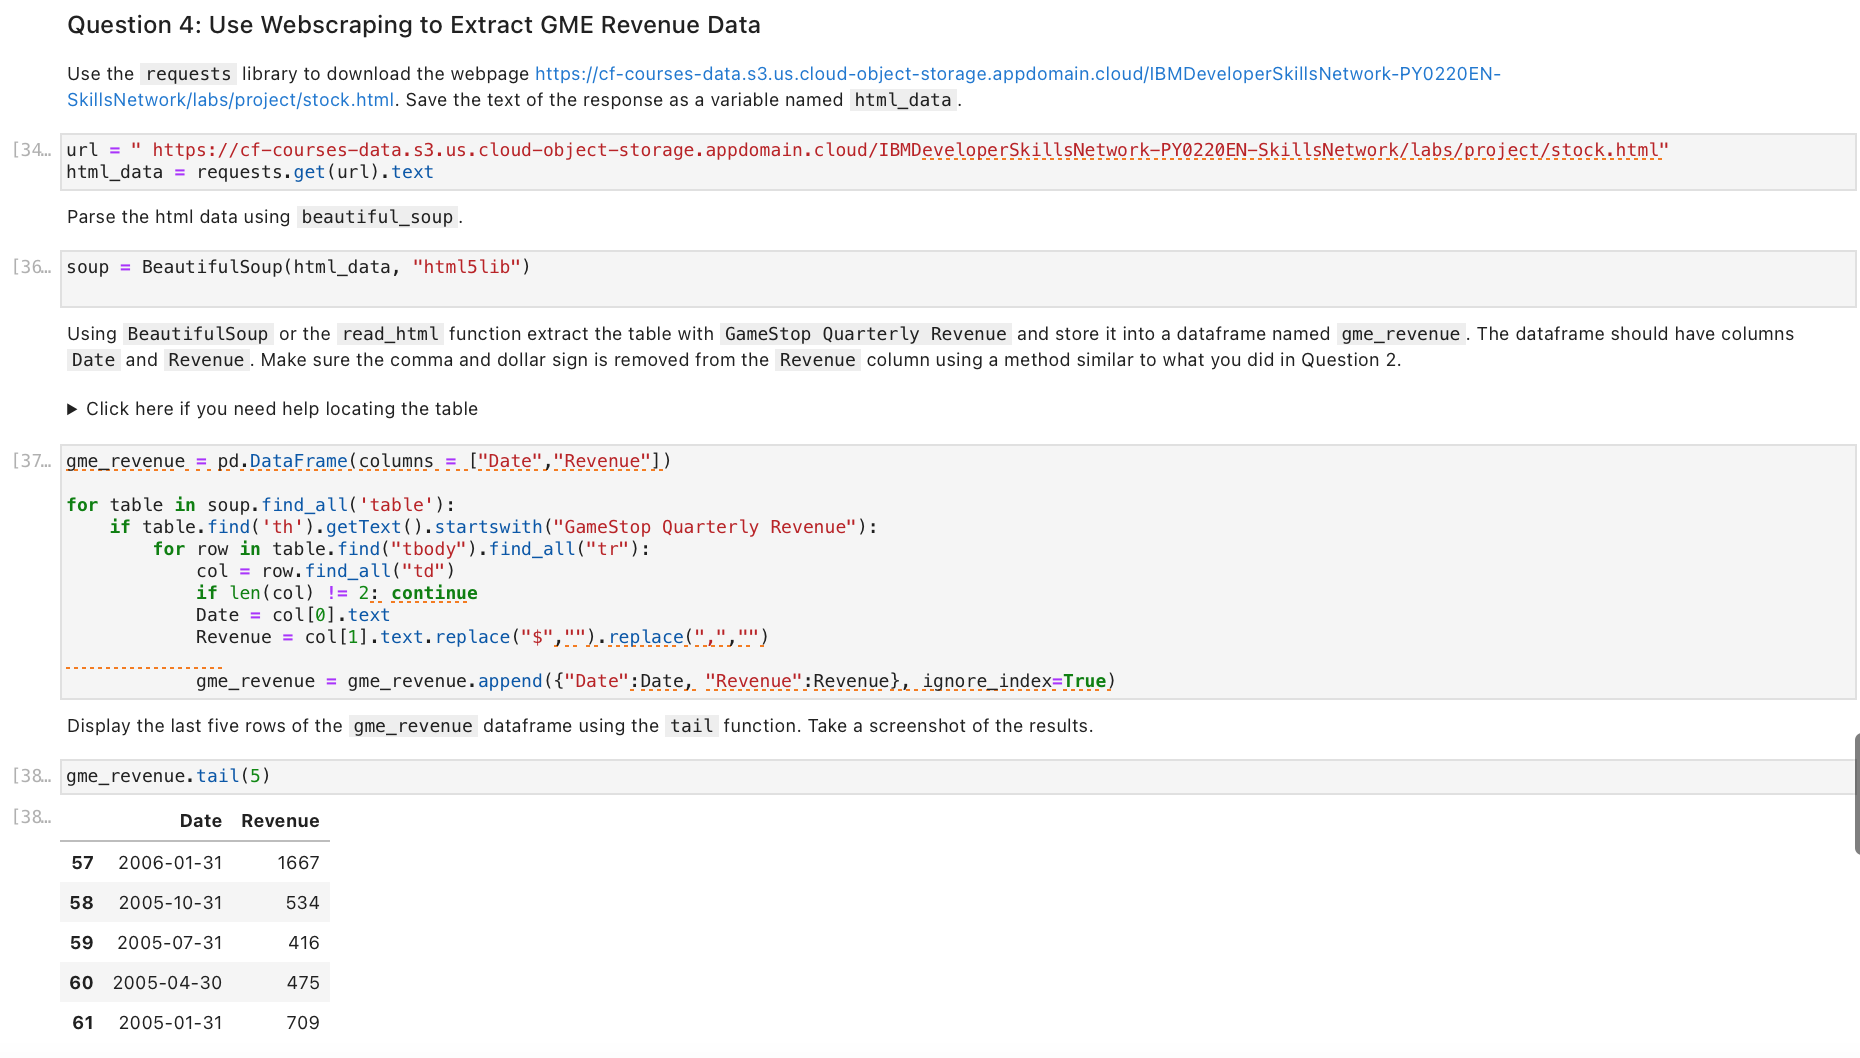 Question 4: Use Webscraping to Extract GME Revenue Data
Use the requests library to download the webpage https://cf-courses-data.s3.us.cloud-object-storage.appdomain.cloud/IBMDeveloperSkillsNetwork-PY0220EN-
SkillsNetwork/labs/project/stock.html. Save the text of the response as a variable named html_data.
[34…
url = " https://cf-courses-data.s3.us.cloud-object-storage.appdomain.cloud/IBMDeveloperSkillsNetwork-PY0220EN-SkillsNetwork/labs/project/stock.html"
html_data = requests.get(url).text
Parse the html data using beautiful_soup.
[36…
soup = BeautifulSoup(html_data, "html5lib")
Using BeautifulSoup or the read_html function extract the table with GameStop Quarterly Revenue and store it into a dataframe named gme_revenue. The dataframe should have columns
Date and Revenue. Make sure the comma and dollar sign is removed from the Revenue column using a method similar to what you did in Question 2.
▶ Click here if you need help locating the table
[37…
gme_revenue = pd.DataFrame(columns = ["Date","Revenue"])
for table in soup.find_all('table'):
    if table.find('th').getText().startswith("GameStop Quarterly Revenue"):
        for row in table.find("tbody").find_all("tr"):
            col = row.find_all("td")
            if len(col) != 2: continue
            Date = col[0].text
            Revenue = col[1].text.replace("$","").replace(",","")
            gme_revenue = gme_revenue.append({"Date":Date, "Revenue":Revenue}, ignore_index=True)
Display the last five rows of the gme_revenue dataframe using the tail function. Take a screenshot of the results.
[38…
gme_revenue.tail(5)
[38…
Date Revenue
57 2006-01-31 1667
58 2005-10-31 534
59 2005-07-31 416
60 2005-04-30 475
61 2005-01-31 709